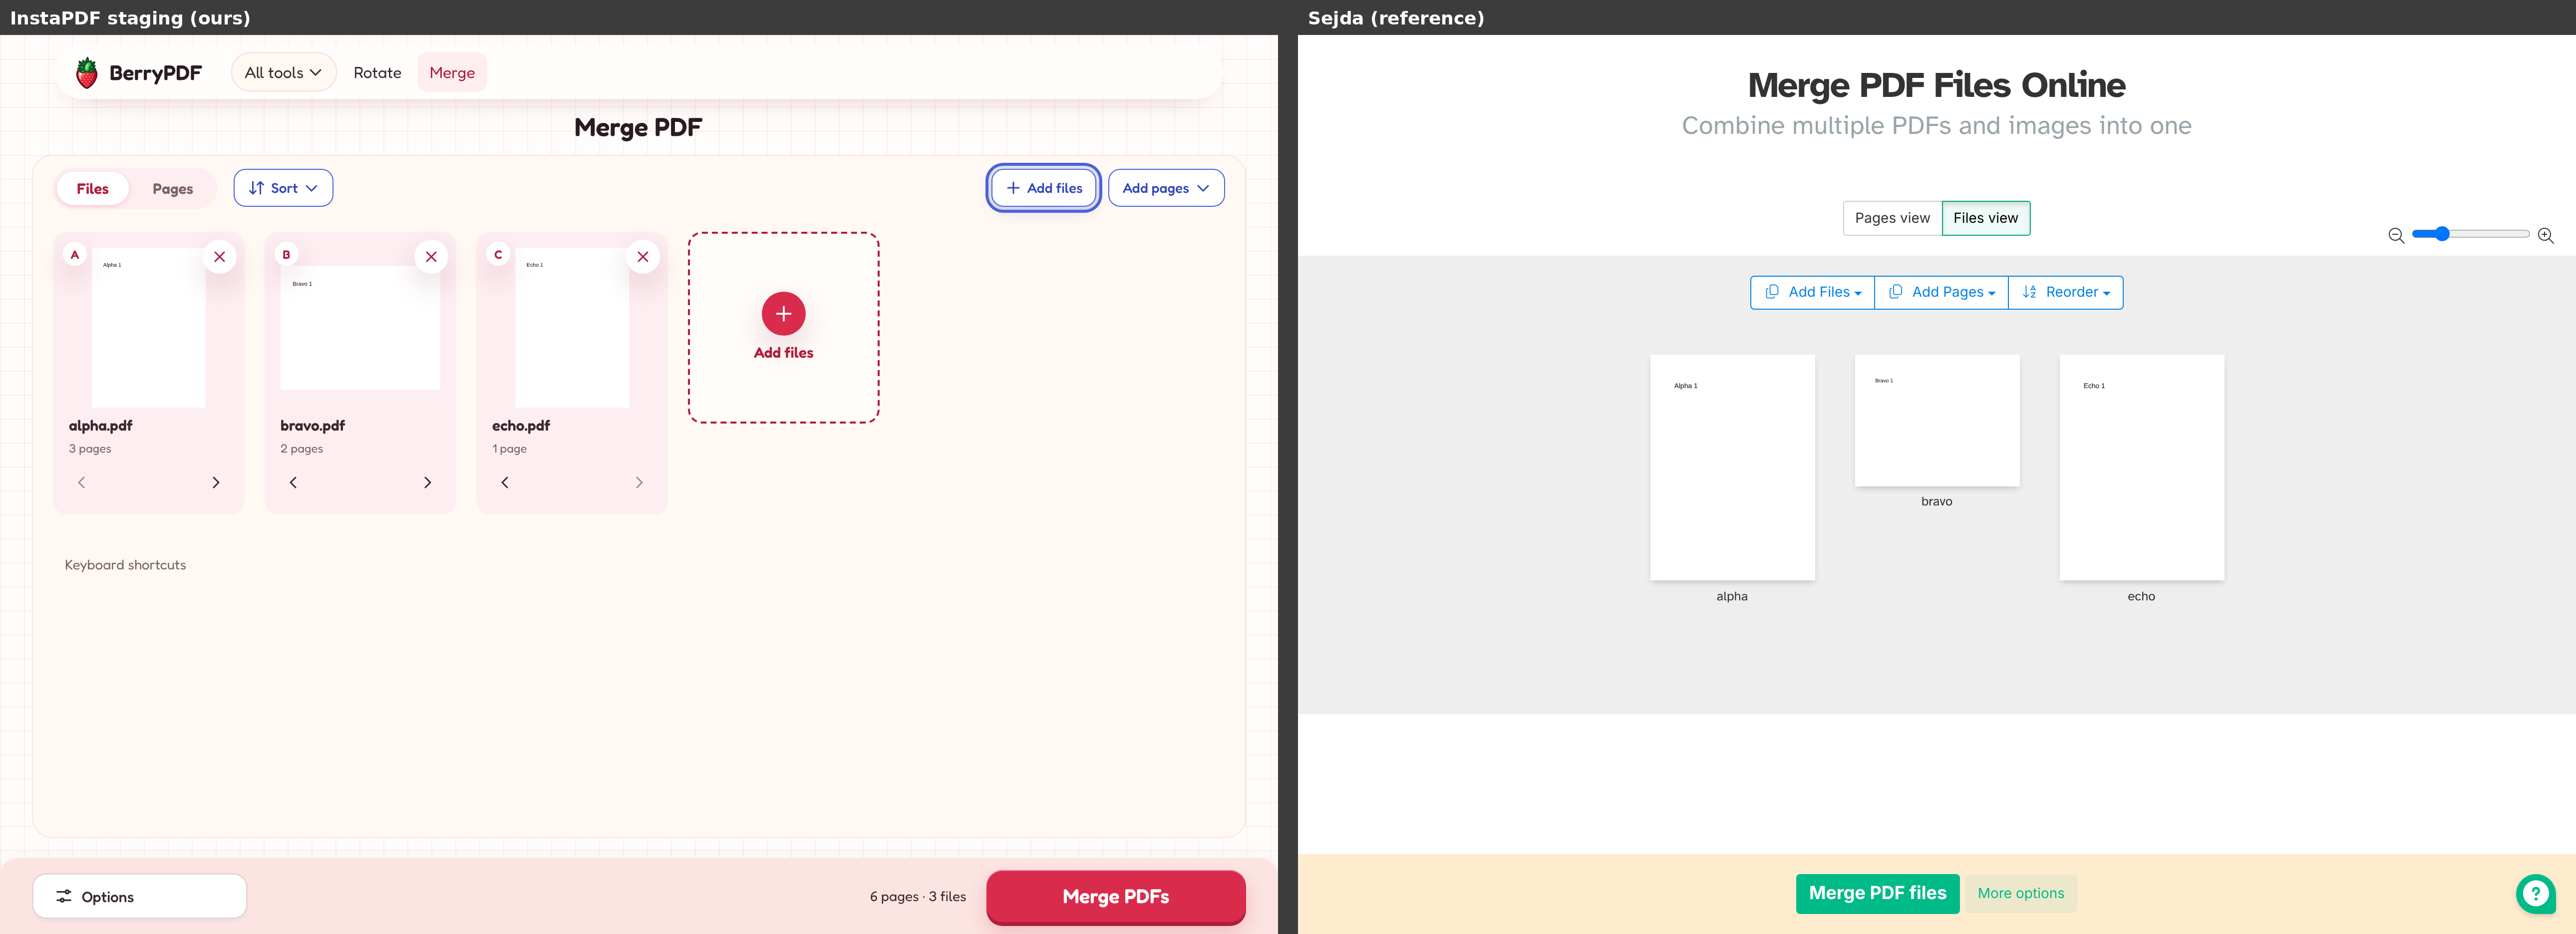 InstaPDF staging (ours)
BerryPDF
All tools
Rotate
Merge
Merge PDF
Files
Pages
Sort
Add files
Add pages
A
Alpha 1
alpha.pdf
3 pages
B
Bravo 1
bravo.pdf
2 pages
C
Echo 1
echo.pdf
1 page
Add files
Keyboard shortcuts
Options
6 pages · 3 files
Merge PDFs
Sejda (reference)
Merge PDF Files Online
Combine multiple PDFs and images into one
Pages view
Files view
Add Files
Add Pages
Reorder
Alpha 1
alpha
Bravo 1
bravo
Echo 1
echo
Merge PDF files
More options
?